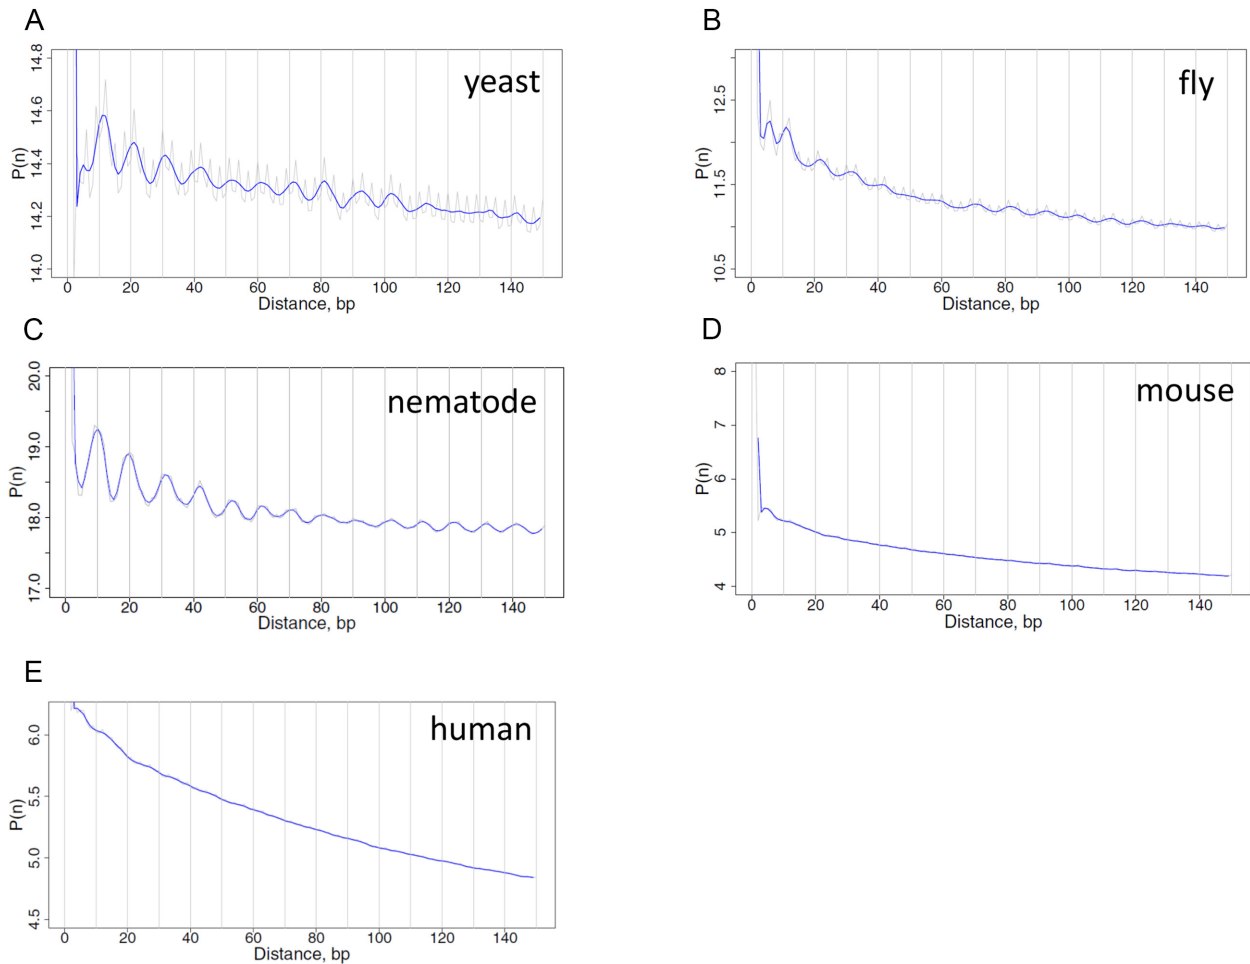 A
yeast
P(n)
14.8
14.6
14.4
14.2
14.0
0 20 40 60 80 100 120 140
Distance, bp
B
fly
P(n)
12.5
11.5
10.5
0 20 40 60 80 100 120 140
Distance, bp
C
nematode
P(n)
20.0
19.0
18.0
17.0
0 20 40 60 80 100 120 140
Distance, bp
D
mouse
P(n)
8
7
6
5
4
0 20 40 60 80 100 120 140
Distance, bp
E
human
P(n)
6.0
5.5
5.0
4.5
0 20 40 60 80 100 120 140
Distance, bp